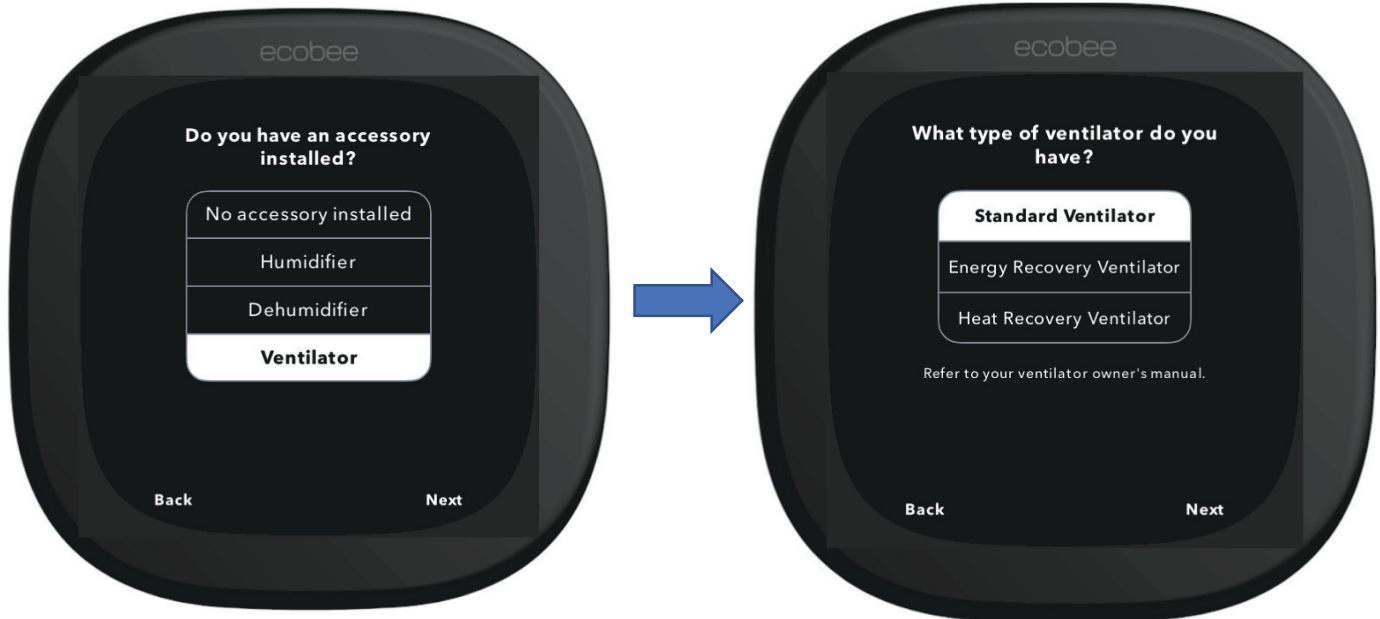 ecobee
Do you have an accessory
installed?
No accessory installed
Humidifier
Dehumidifier
Ventilator
Back
Next
ecobee
What type of ventilator do you
have?
Standard Ventilator
Energy Recovery Ventilator
Heat Recovery Ventilator
Refer to your ventilator owner's manual.
Back
Next